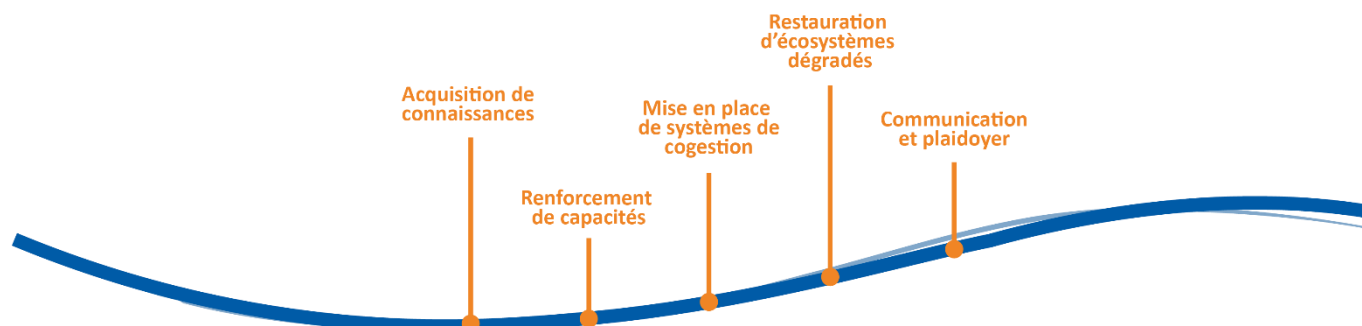 Acquisition de
connaissances
Renforcement
de capacités
Mise en place
de systèmes de
cogestion
Restauration
d’écosystèmes
dégradés
Communication
et plaidoyer